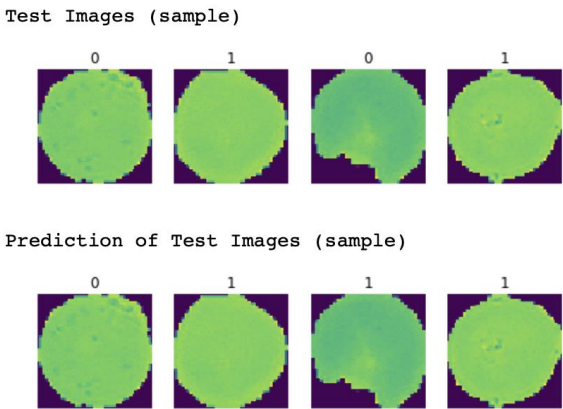 Test Images (sample)
0 1 0 1
Prediction of Test Images (sample)
0 1 1 1